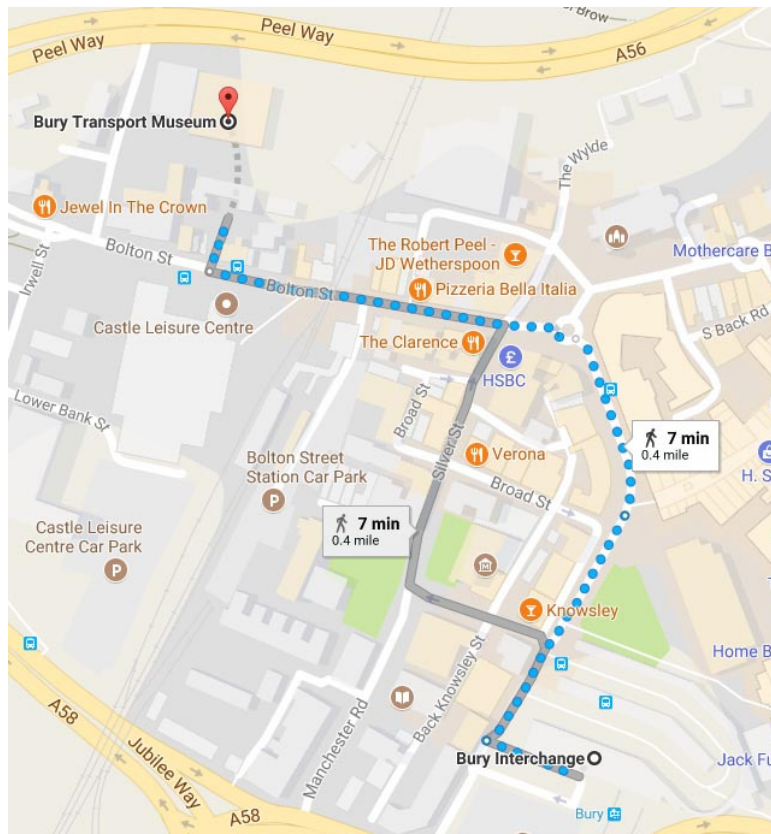 Peel Way
Peel Way
Brow
A56
Bury Transport Museum
The Wylde
Jewel In The Crown
Bolton St
Irwell St
The Robert Peel -
JD Wetherspoon
Mothercare B
Bolton St
Pizzeria Bella Italia
Castle Leisure Centre
The Clarence
£
HSBC
S Back Rd
Lower Bank St
Broad St
Silver St
7 min
0.4 mile
Verona
Bolton Street
Station Car Park
P
Broad St
H. S
7 min
0.4 mile
Castle Leisure
Centre Car Park
P
Knowsley
Home B
Back Knowsley St
Manchester Rd
A58
Jubilee Way
Bury Interchange
Jack Fu
A58
Bury